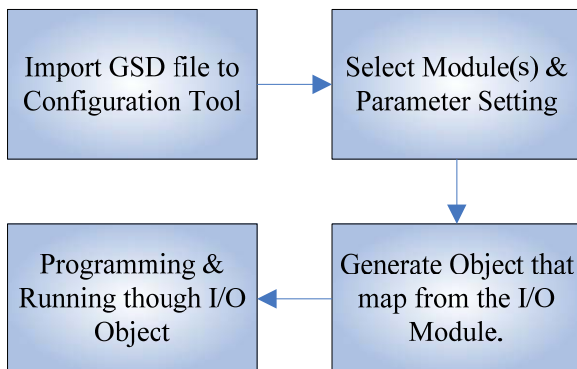 Import GSD file to
Configuration Tool
Select Module(s) &
Parameter Setting
Generate Object that
map from the I/O
Module.
Programming &
Running though I/O
Object